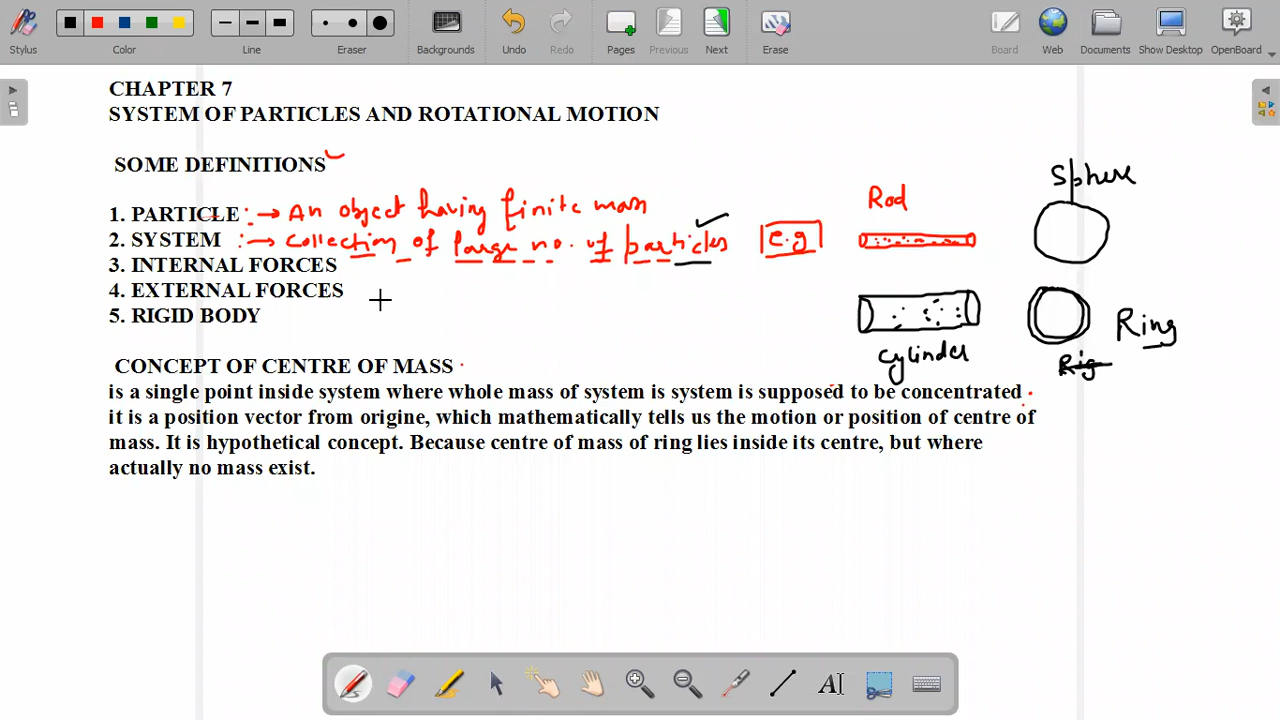 Stylus Color Line Eraser Backgrounds Undo Redo Pages Previous Next Erase Board Web Documents Show Desktop OpenBoard
CHAPTER 7
SYSTEM OF PARTICLES AND ROTATIONAL MOTION
SOME DEFINITIONS
1. PARTICLE :→ An object having finite mass
2. SYSTEM :→ Collection of large no. of particles e.g
3. INTERNAL FORCES
4. EXTERNAL FORCES
5. RIGID BODY
Rod
Sphere
Cylinder
Ring
Rig
CONCEPT OF CENTRE OF MASS
is a single point inside system where whole mass of system is system is supposed to be concentrated
it is a position vector from origine, which mathematically tells us the motion or position of centre of
mass. It is hypothetical concept. Because centre of mass of ring lies inside its centre, but where
actually no mass exist.